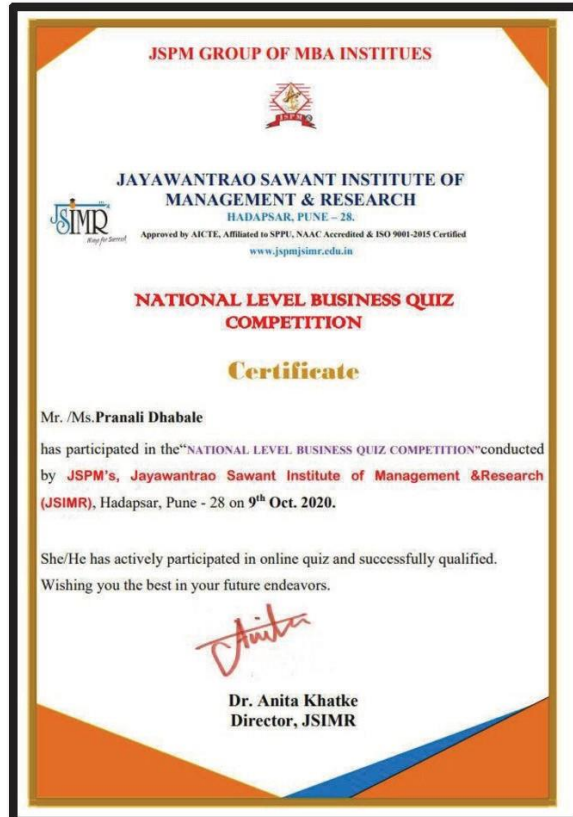 JSPM GROUP OF MBA INSTITUES
JSPM
JAYAWANTRAO SAWANT INSTITUTE OF
MANAGEMENT & RESEARCH
HADAPSAR, PUNE – 28.
JSIMR
Approved by AICTE, Affiliated to SPPU, NAAC Accredited & ISO 9001-2015 Certified
www.jspmjsimr.edu.in
NATIONAL LEVEL BUSINESS QUIZ
COMPETITION
Certificate
Mr. /Ms.Pranali Dhabale
has participated in the“NATIONAL LEVEL BUSINESS QUIZ COMPETITION”conducted
by JSPM's, Jayawantrao Sawant Institute of Management &Research
(JSIMR), Hadapsar, Pune - 28 on 9th Oct. 2020.
She/He has actively participated in online quiz and successfully qualified.
Wishing you the best in your future endeavors.
Anita
Dr. Anita Khatke
Director, JSIMR